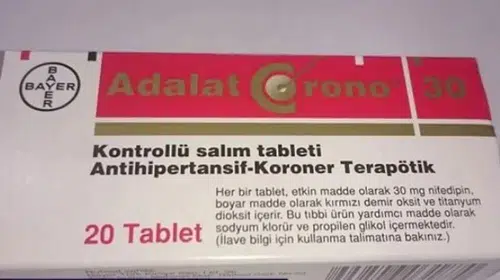 BAYER
BAYER
Adalat Crono 30
Kontrollü salım tableti
Antihipertansif-Koroner Terapötik
Her bir tablet, etkin madde olarak 30 mg nifedipin,
boyar madde olarak kırmızi demir oksit ve titanyum
dioksit içerir. Bu tıbbi ürün yardımcı madde olarak
sodyum klorür ve propilen glikol içermektedir.
(İlave bilgi için kullanma talimatına bakınız.)
20 Tablet